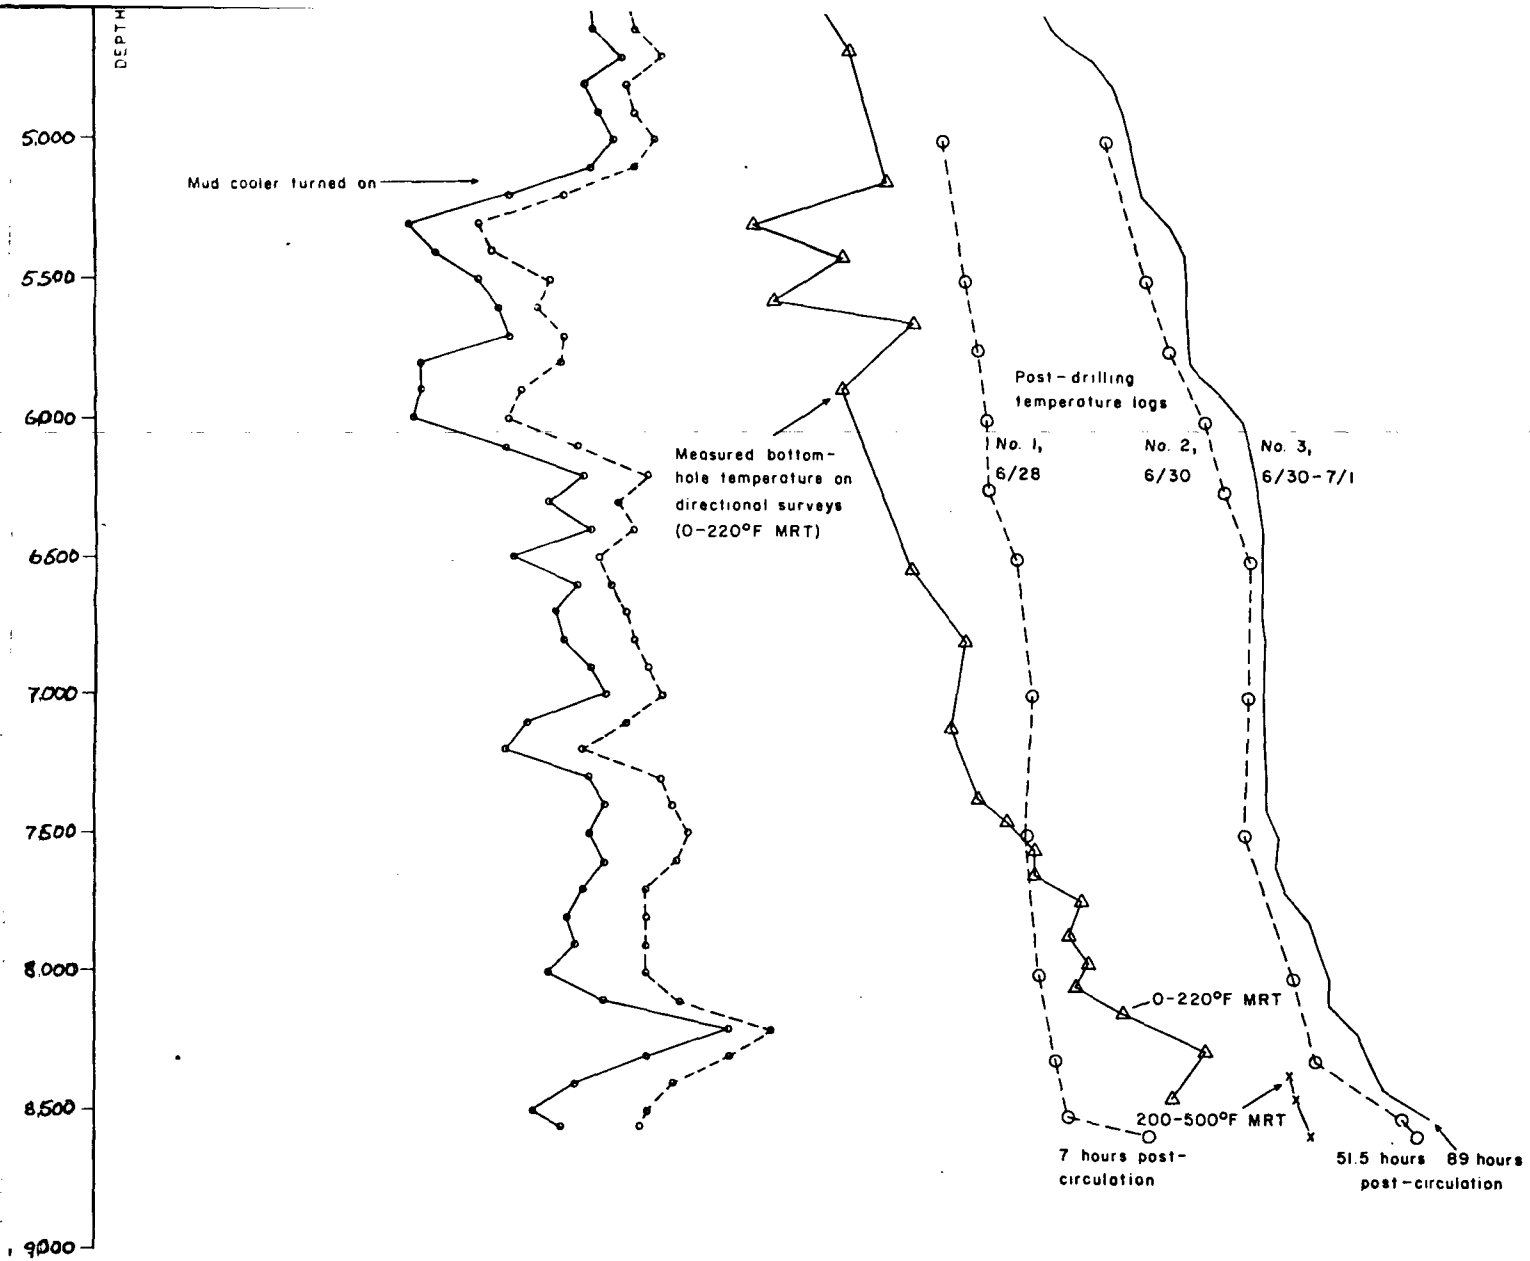 DEPTH
5,000
Mud cooler turned on
5,500
Post-drilling
temperature logs
6,000
No. 1,
6/28
No. 2,
6/30
No. 3,
6/30-7/1
Measured bottom-
hole temperature on
directional surveys
(0-220°F MRT)
6,500
7,000
7,500
8,000
0-220°F MRT
8,500
200-500°F MRT
7 hours post-
circulation
51.5 hours 89 hours
post-circulation
9,000